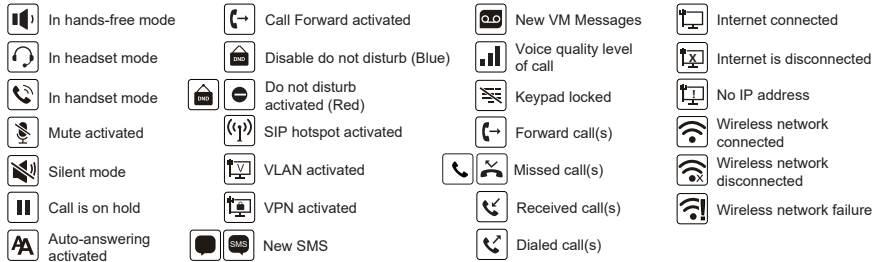 In hands-free mode
In headset mode
In handset mode
Mute activated
Silent mode
Call is on hold
AA Auto-answering
activated
Call Forward activated
DND Disable do not disturb (Blue)
DND Do not disturb
activated (Red)
SIP hotspot activated
V VLAN activated
VPN activated
SMS New SMS
New VM Messages
Voice quality level
of call
Keypad locked
Forward call(s)
Missed call(s)
Received call(s)
Dialed call(s)
Internet connected
X Internet is disconnected
! No IP address
Wireless network
connected
Wireless network
X disconnected
! Wireless network failure